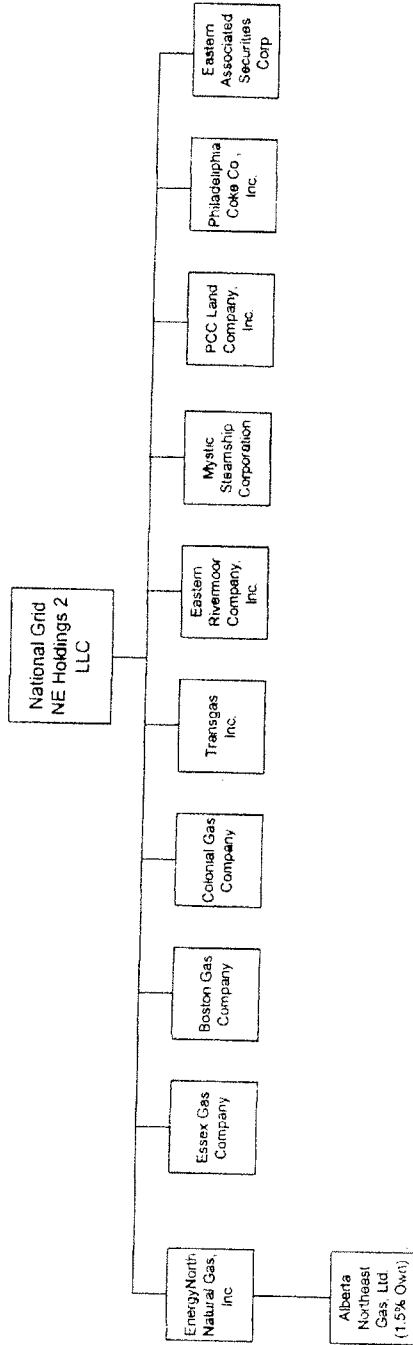 National Grid
NE Holdings 2
LLC
EnergyNorth
Natural Gas,
Inc
Essex Gas
Company
Boston Gas
Company
Colonial Gas
Company
Transgas
Inc.
Eastern
Rivermoor
Company,
Inc.
Mystic
Steamship
Corporation
PCC Land
Company,
Inc.
Philadeliphia
Coke Co.,
Inc.
Eastern
Associated
Securities
Corp
Alberta
Northeast
Gas, Ltd.
(1.5% Own)